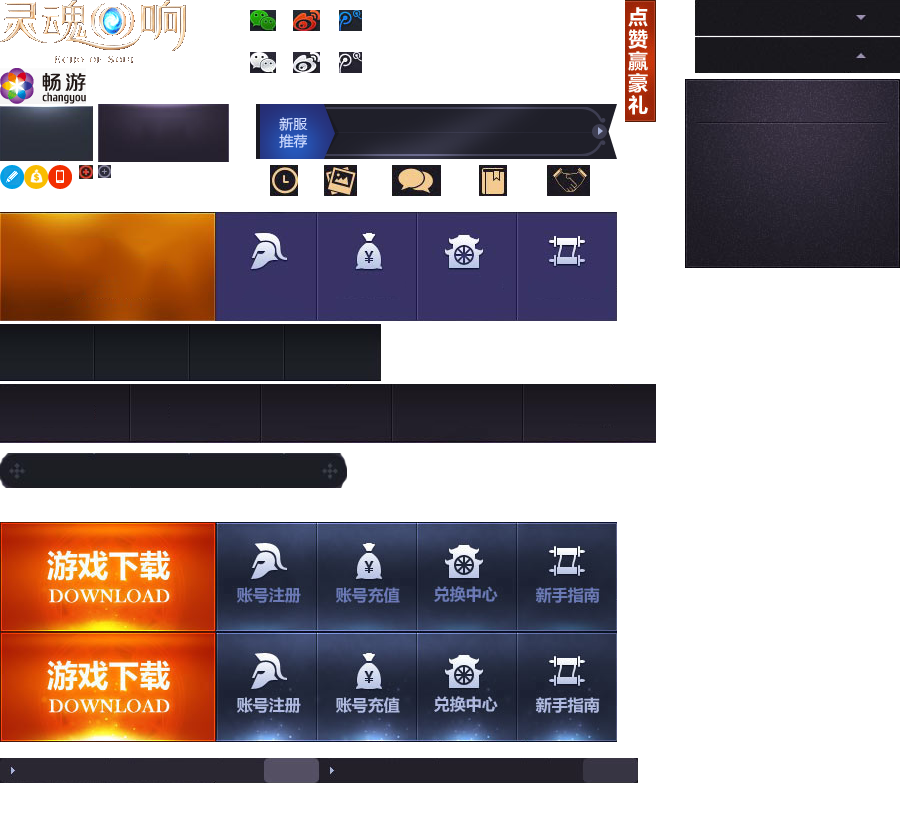 灵魂回响
ECHO OF SOUL
畅游
changyou
点赞赢豪礼
新服
推荐
游戏下载
DOWNLOAD
账号注册
账号充值
兑换中心
新手指南
游戏下载
DOWNLOAD
账号注册
账号充值
兑换中心
新手指南